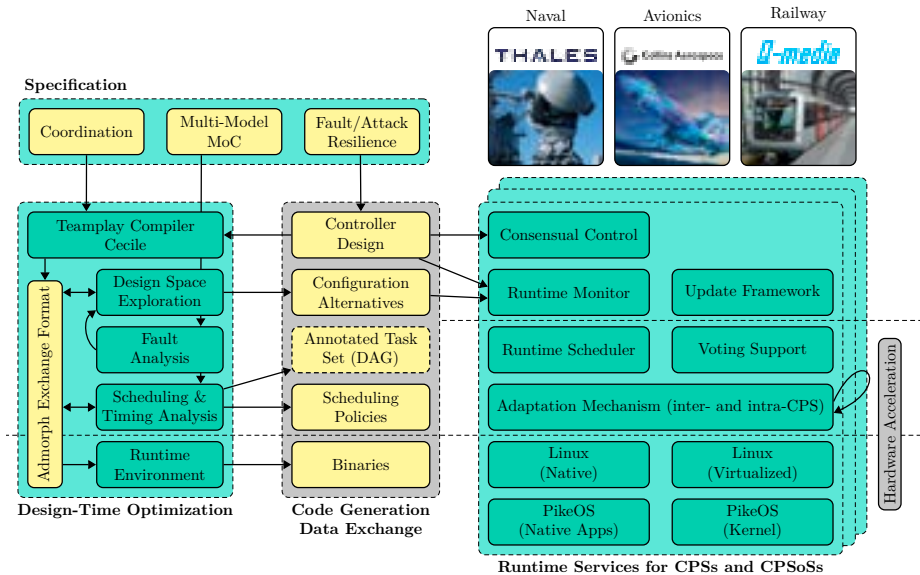 Naval
Avionics
Railway
THALES
Collins Aerospace
D-media
Specification
Coordination
Multi-Model
MoC
Fault/Attack
Resilience
Teamplay Compiler
Cecile
Controller
Design
Consensual Control
Design Space
Exploration
Configuration
Alternatives
Runtime Monitor
Update Framework
Fault
Analysis
Annotated Task
Set (DAG)
Runtime Scheduler
Voting Support
Admorph Exchange Format
Scheduling &
Timing Analysis
Scheduling
Policies
Adaptation Mechanism (inter- and intra-CPS)
Hardware Acceleration
Runtime
Environment
Binaries
Linux
(Native)
Linux
(Virtualized)
PikeOS
(Native Apps)
PikeOS
(Kernel)
Design-Time Optimization
Code Generation
Data Exchange
Runtime Services for CPSs and CPSoSs